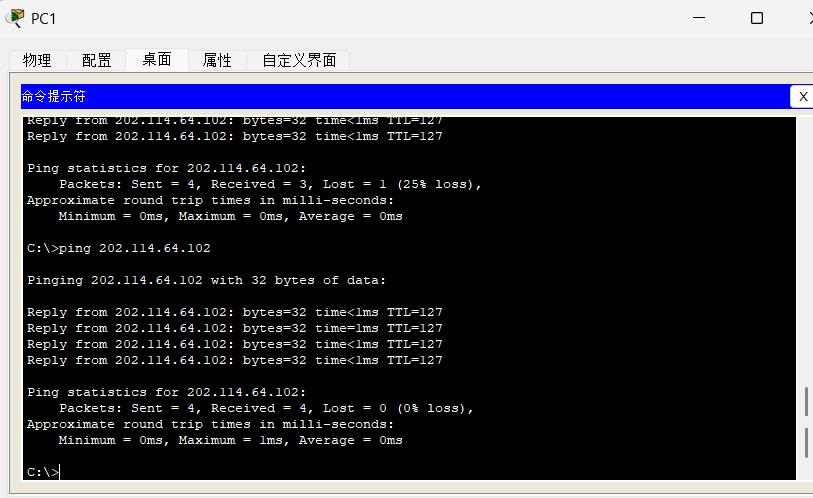 PC1
物理 配置 桌面 属性 自定义界面
命令提示符 X
Reply from 202.114.64.102: bytes=32 time<1ms TTL=127
Reply from 202.114.64.102: bytes=32 time<1ms TTL=127
Ping statistics for 202.114.64.102:
Packets: Sent = 4, Received = 3, Lost = 1 (25% loss),
Approximate round trip times in milli-seconds:
Minimum = 0ms, Maximum = 0ms, Average = 0ms
C:\>ping 202.114.64.102
Pinging 202.114.64.102 with 32 bytes of data:
Reply from 202.114.64.102: bytes=32 time<1ms TTL=127
Reply from 202.114.64.102: bytes=32 time=1ms TTL=127
Reply from 202.114.64.102: bytes=32 time<1ms TTL=127
Reply from 202.114.64.102: bytes=32 time<1ms TTL=127
Ping statistics for 202.114.64.102:
Packets: Sent = 4, Received = 4, Lost = 0 (0% loss),
Approximate round trip times in milli-seconds:
Minimum = 0ms, Maximum = 1ms, Average = 0ms
C:\>